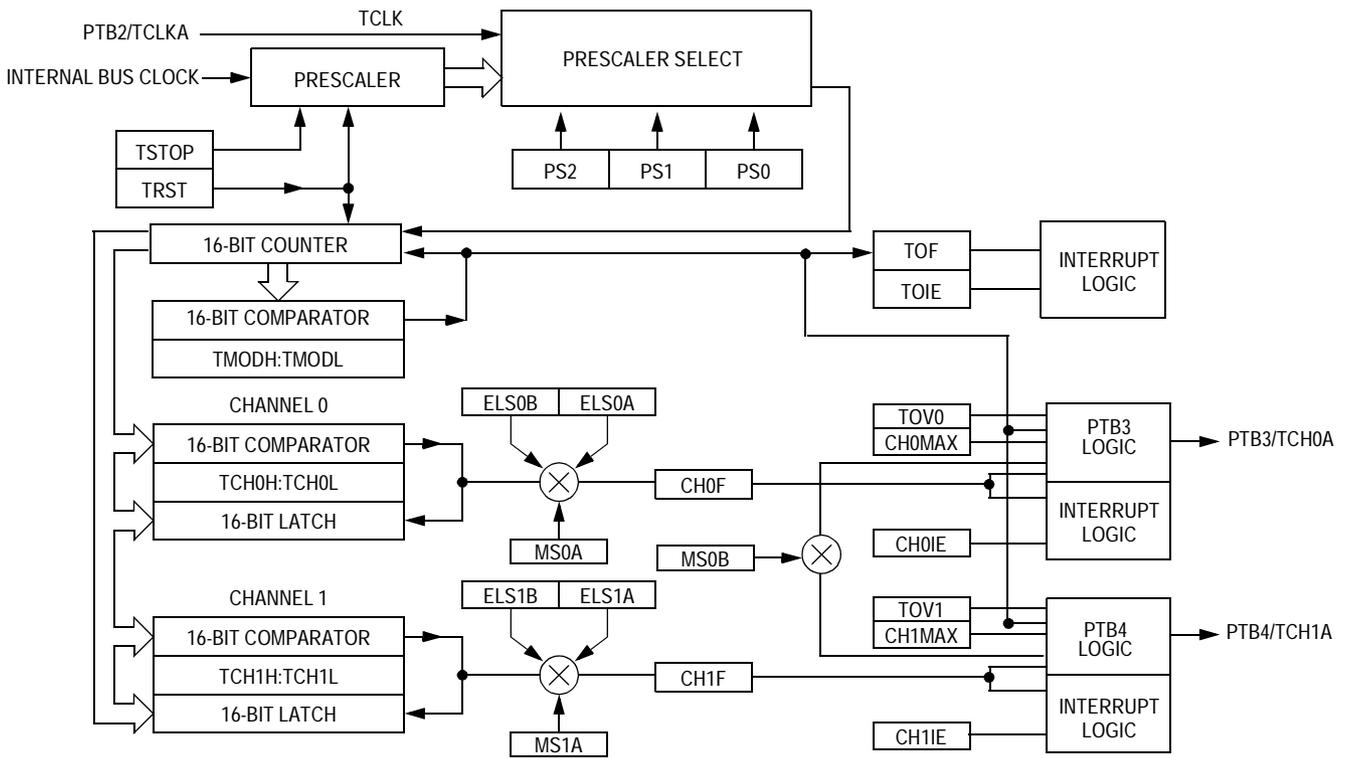 TCLK
PTB2/TCLKA
PRESCALER SELECT
INTERNAL BUS CLOCK
PRESCALER
TSTOP
TRST
PS2
PS1
PS0
16-BIT COUNTER
TOF
TOIE
INTERRUPT
LOGIC
16-BIT COMPARATOR
TMODH:TMODL
CHANNEL 0
ELS0B
ELS0A
16-BIT COMPARATOR
TCH0H:TCH0L
16-BIT LATCH
MS0A
CH0F
TOV0
CH0MAX
PTB3
LOGIC
PTB3/TCH0A
INTERRUPT
LOGIC
CH0IE
MS0B
CHANNEL 1
ELS1B
ELS1A
16-BIT COMPARATOR
TCH1H:TCH1L
16-BIT LATCH
MS1A
CH1F
TOV1
CH1MAX
PTB4
LOGIC
PTB4/TCH1A
INTERRUPT
LOGIC
CH1IE